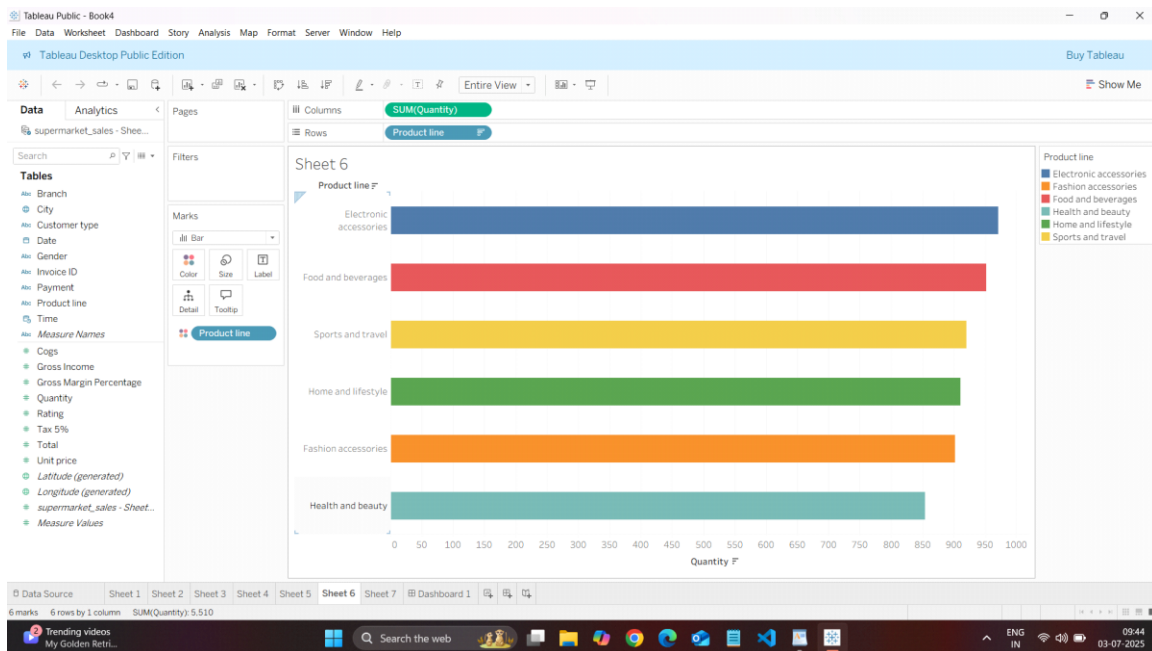 Tableau Public - Book4
File Data Worksheet Dashboard Story Analysis Map Format Server Window Help
Tableau Desktop Public Edition
Buy Tableau
Entire View
Show Me
Data
Analytics
supermarket_sales - Shee...
Search
Tables
Abc Branch
City
Abc Customer type
Date
Abc Gender
Abc Invoice ID
Abc Payment
Abc Product line
Time
Abc Measure Names
Cogs
Gross Income
Gross Margin Percentage
Quantity
Rating
Tax 5%
Total
Unit price
Latitude (generated)
Longitude (generated)
supermarket_sales - Sheet...
Measure Values
Pages
Filters
Marks
Bar
Color
Size
Label
Detail
Tooltip
Product line
Columns
SUM(Quantity)
Rows
Product line
Sheet 6
Product line
Electronic
accessories
Food and beverages
Sports and travel
Home and lifestyle
Fashion accessories
Health and beauty
0 50 100 150 200 250 300 350 400 450 500 550 600 650 700 750 800 850 900 950 1000
Quantity
Product line
Electronic accessories
Fashion accessories
Food and beverages
Health and beauty
Home and lifestyle
Sports and travel
Data Source Sheet 1 Sheet 2 Sheet 3 Sheet 4 Sheet 5 Sheet 6 Sheet 7 Dashboard 1
6 marks 6 rows by 1 column SUM(Quantity): 5,510
2
Trending videos
My Golden Retri...
Search the web
ENG
IN
09:44
03-07-2025